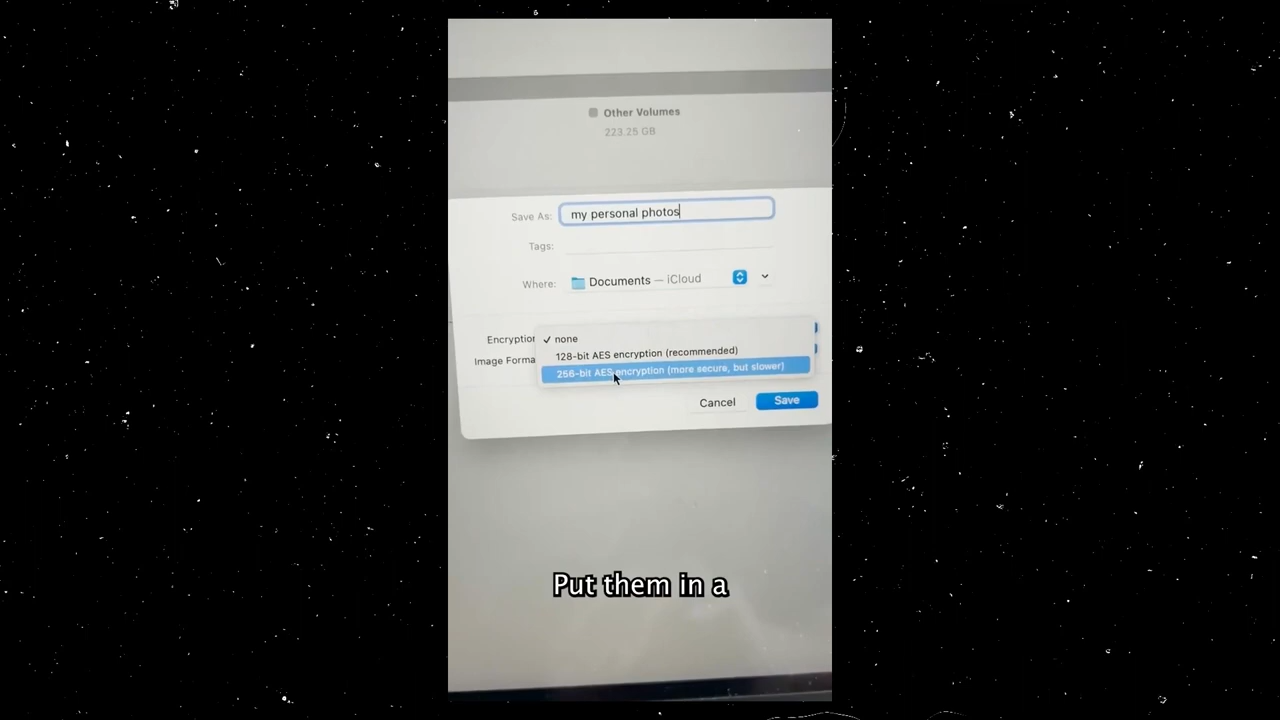 Other Volumes
223.25 GB
Save As: my personal photos
Tags:
Where: Documents — iCloud
Encryption
✓ none
128-bit AES encryption (recommended)
Image Forma
256-bit AES encryption (more secure, but slower)
Cancel Save
Put them in a